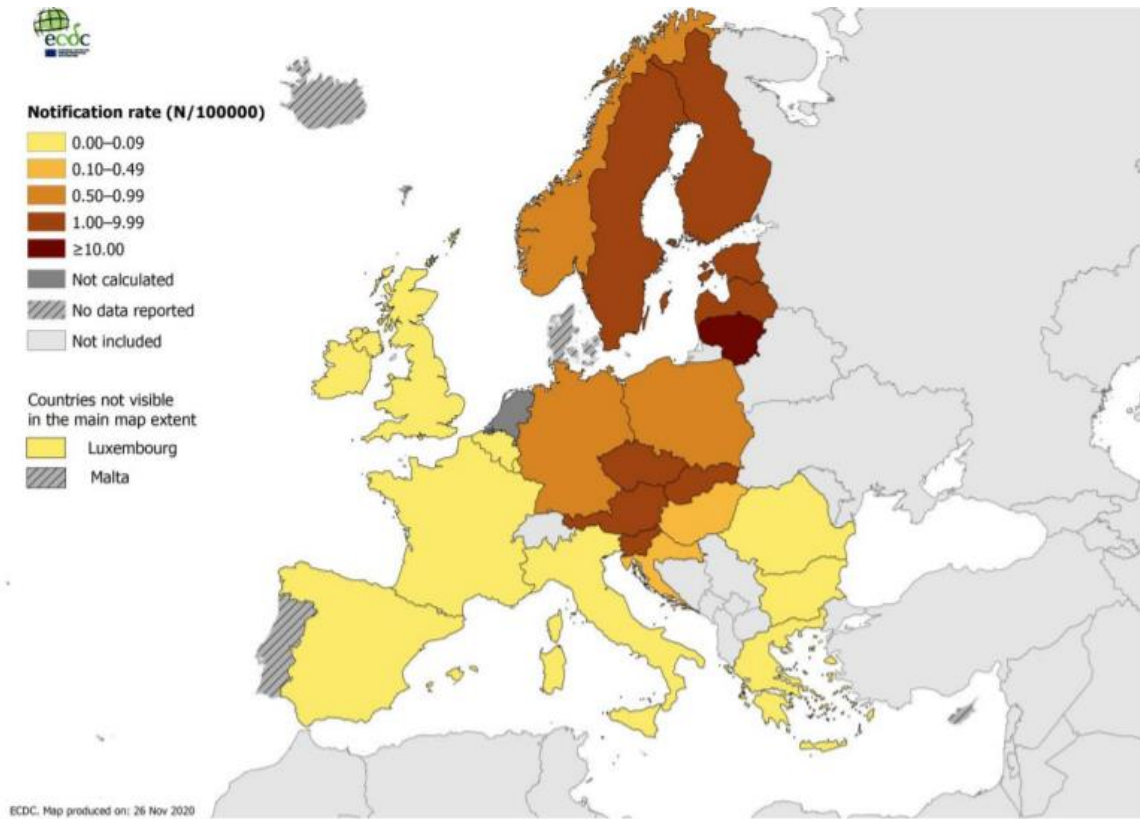 ecdc
Notification rate (N/100000)
0.00–0.09
0.10–0.49
0.50–0.99
1.00–9.99
≥10.00
Not calculated
No data reported
Not included
Countries not visible
in the main map extent
Luxembourg
Malta
ECDC. Map produced on: 26 Nov 2020